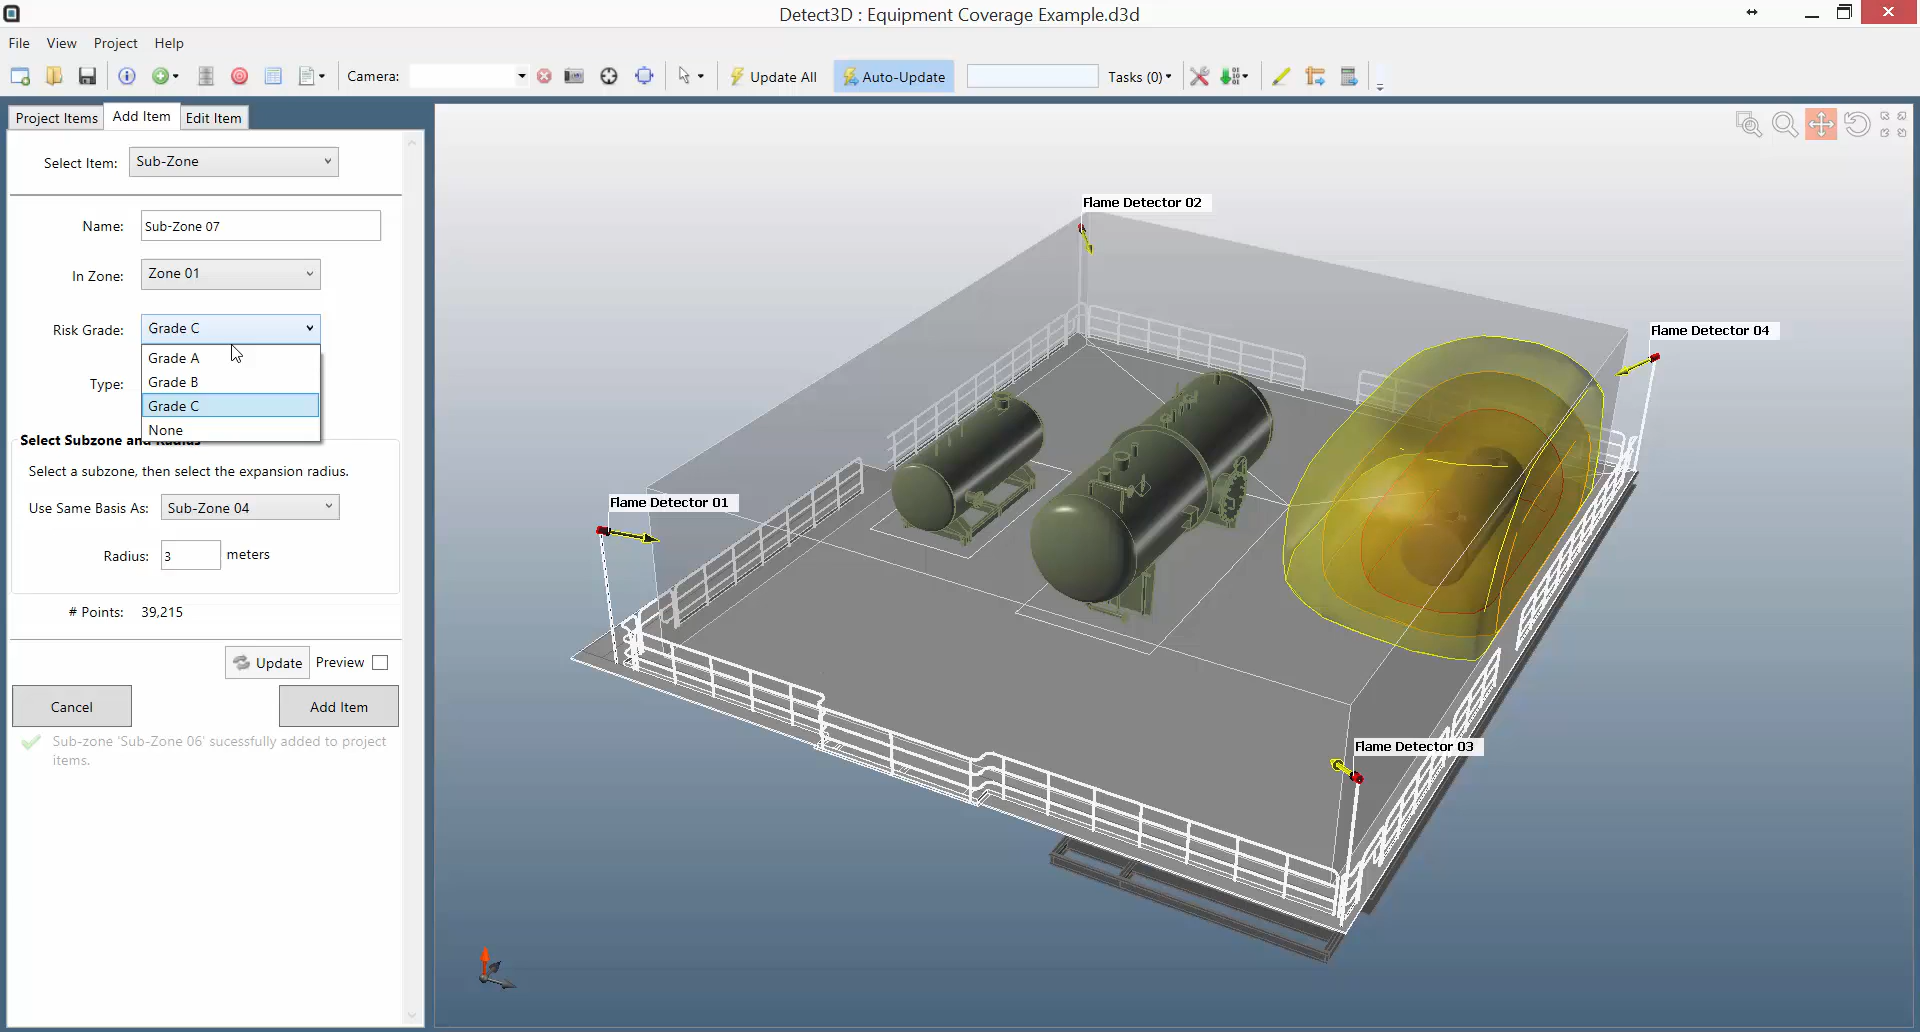 Detect3D : Equipment Coverage Example.d3d
File View Project Help
Camera: Update All Auto-Update Tasks (0)
Project Items Add Item Edit Item
Select Item: Sub-Zone
Name: Sub-Zone 07
In Zone: Zone 01
Risk Grade: Grade C
Grade A
Type: Grade B
Grade C
None
Select Subzone and Radius
Select a subzone, then select the expansion radius.
Use Same Basis As: Sub-Zone 04
Radius: 3 meters
# Points: 39,215
Update Preview
Cancel Add Item
Sub-zone 'Sub-Zone 06' sucessfully added to project
items.
Flame Detector 02
Flame Detector 04
Flame Detector 01
Flame Detector 03